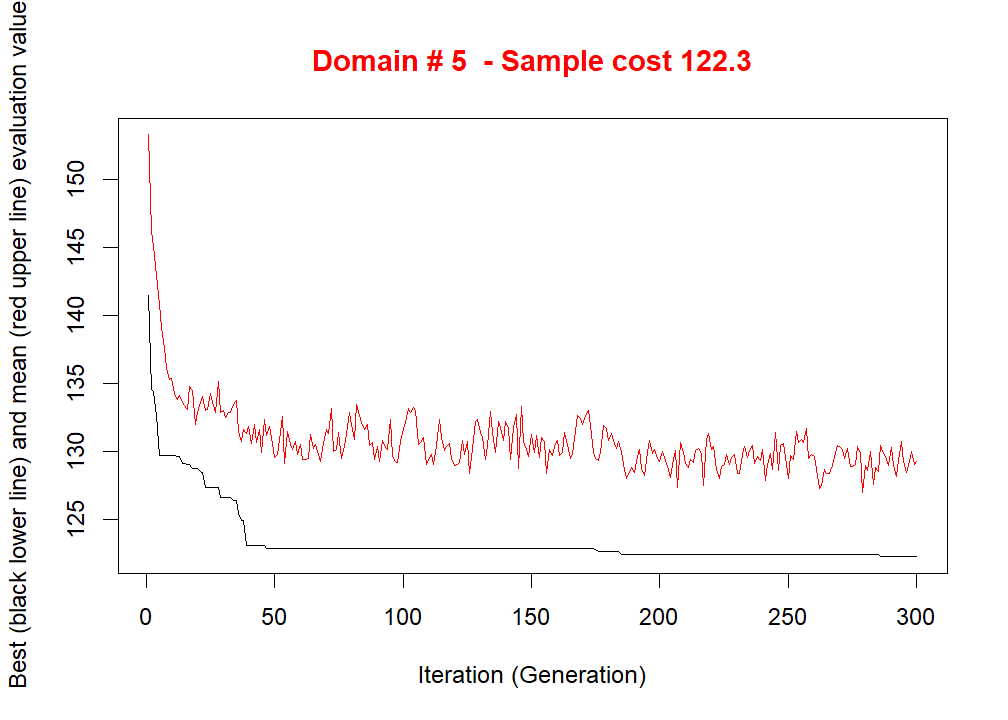 Domain # 5  - Sample cost 122.3
Best (black lower line) and mean (red upper line) evaluation value
150
145
140
135
130
125
0 50 100 150 200 250 300
Iteration (Generation)